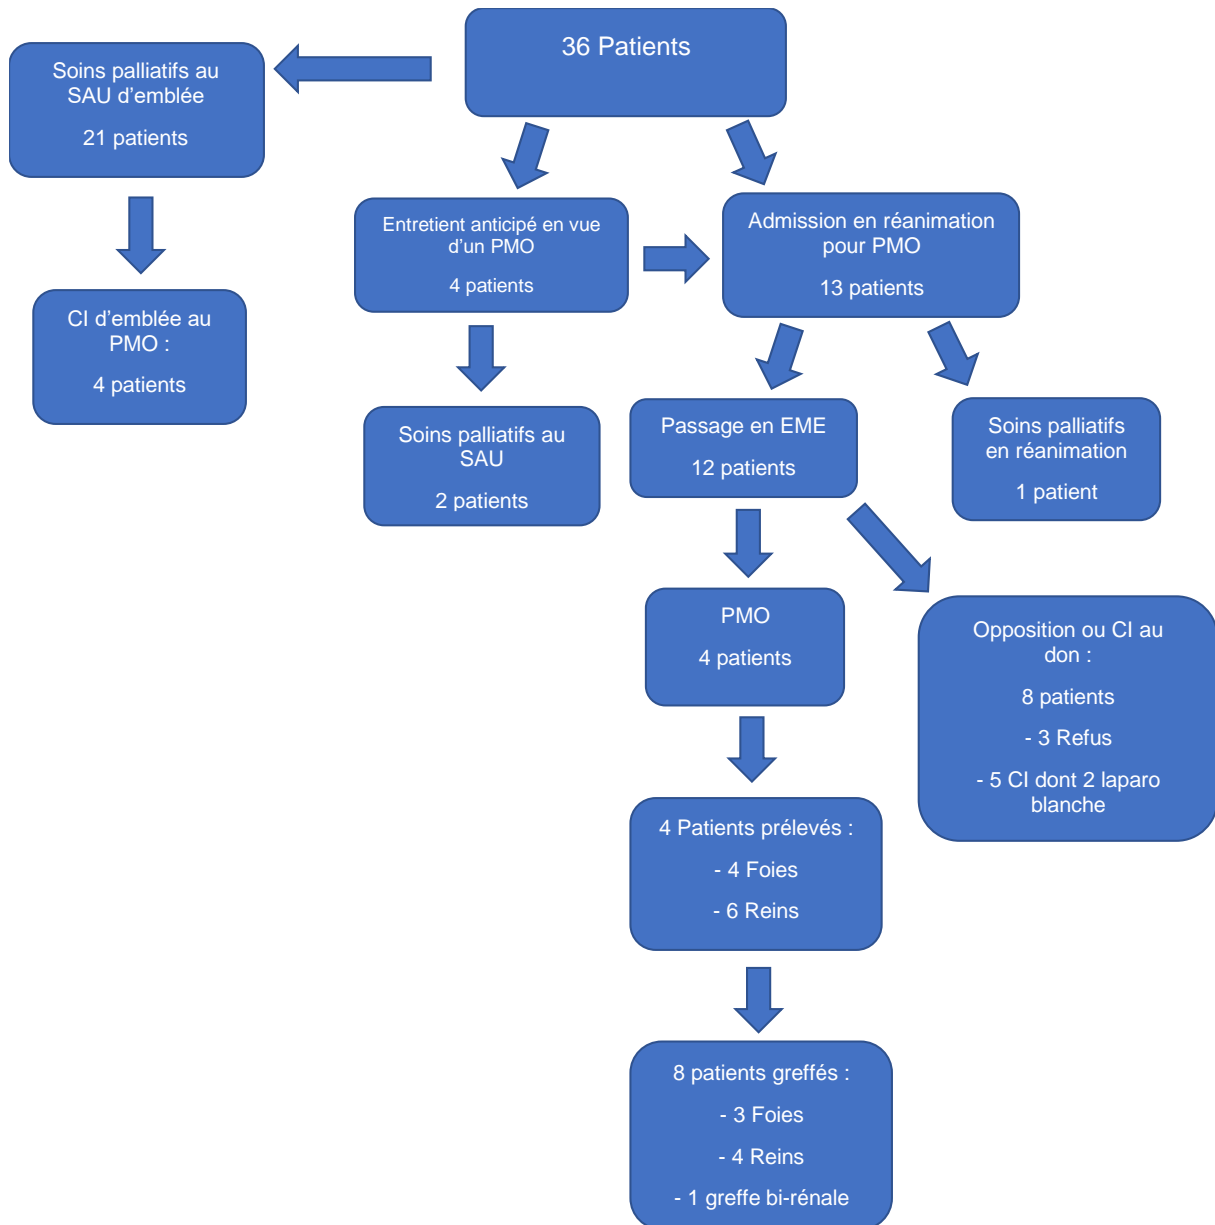 36 Patients
Soins palliatifs au
SAU d'emblée
21 patients
Entretient anticipé en vue
d'un PMO
4 patients
Admission en réanimation
pour PMO
13 patients
CI d'emblée au
PMO :
4 patients
Soins palliatifs au
SAU
2 patients
Passage en EME
12 patients
Soins palliatifs
en réanimation
1 patient
PMO
4 patients
Opposition ou CI au
don :
8 patients
- 3 Refus
- 5 CI dont 2 laparo
blanche
4 Patients prélevés :
- 4 Foies
- 6 Reins
8 patients greffés :
- 3 Foies
- 4 Reins
- 1 greffe bi-rénale